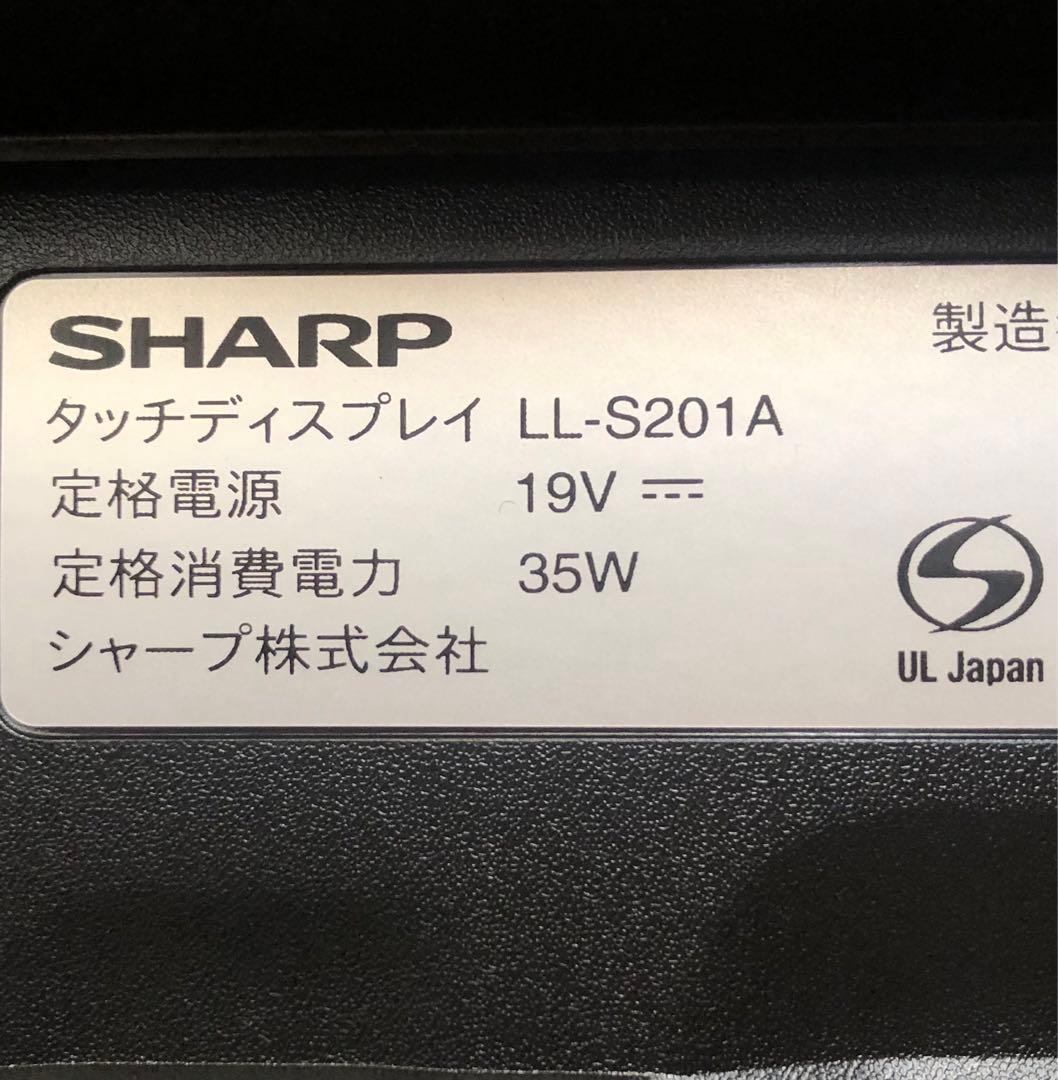 SHARP
製造
タッチディスプレイ LL-S201A
定格電源 19V ⎓
定格消費電力 35W
シャープ株式会社
UL Japan